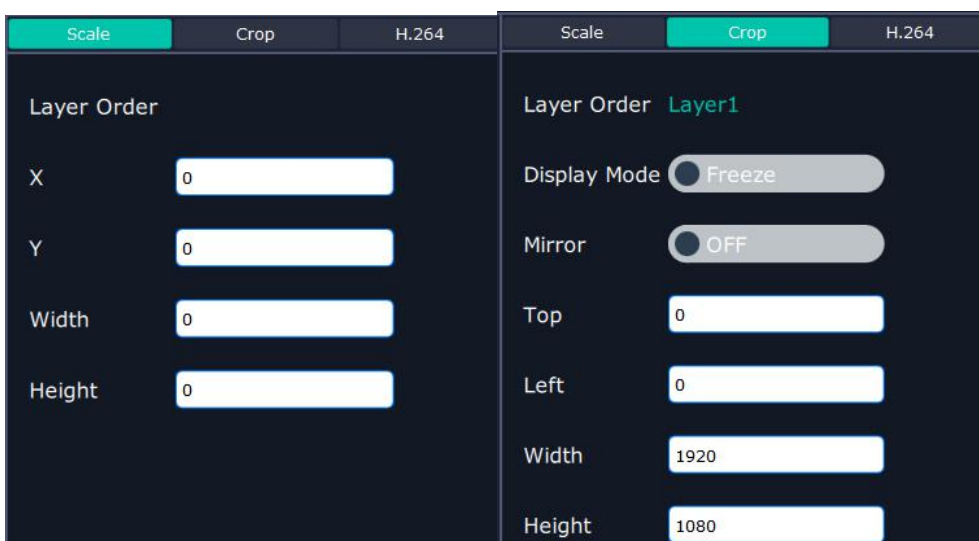 Scale Crop H.264
Layer Order
X 0
Y 0
Width 0
Height 0
Scale Crop H.264
Layer Order Layer1
Display Mode Freeze
Mirror OFF
Top 0
Left 0
Width 1920
Height 1080